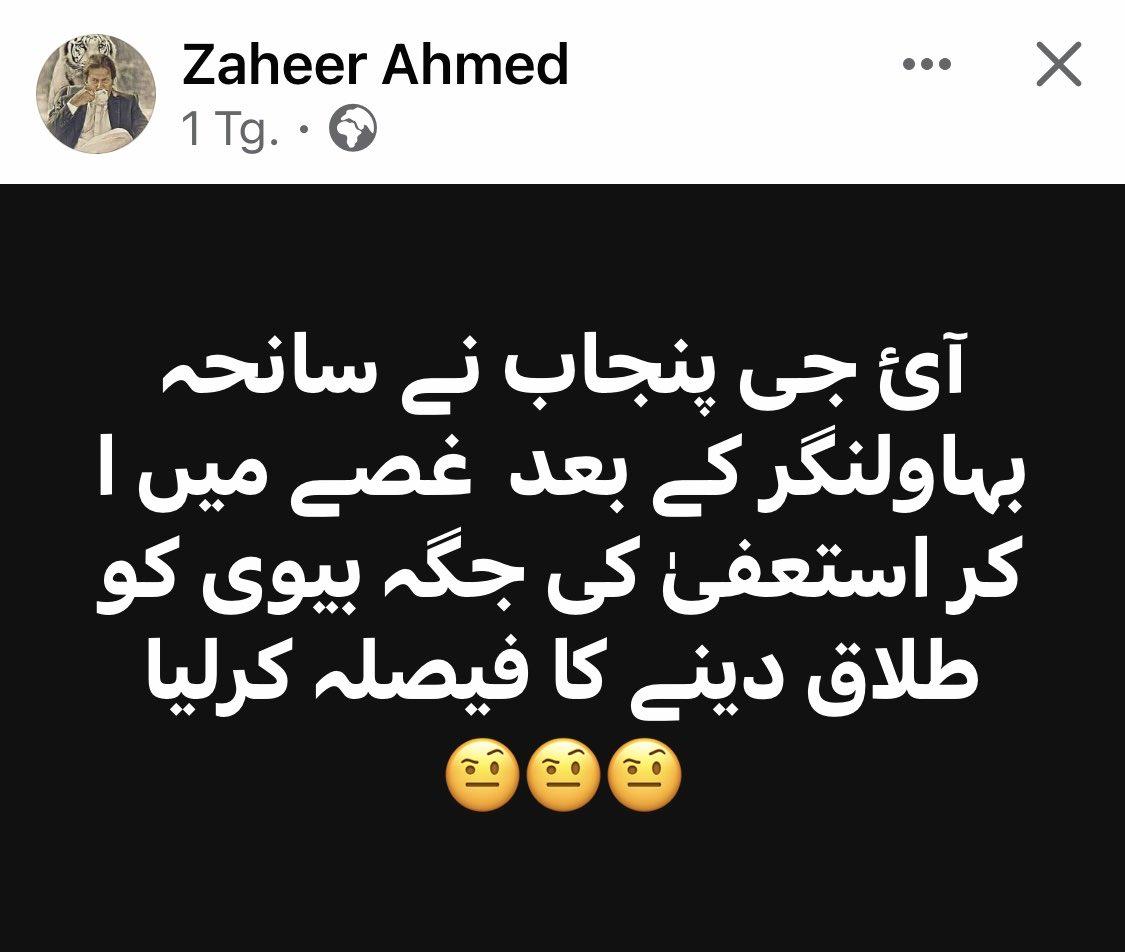 Zaheer Ahmed
1 Tg. ·
آئ جی پنجاب نے سانحہ
بہاولنگر کے بعد غصے میں ا
کر استعفیٰ کی جگہ بیوی کو
طلاق دینے کا فیصلہ کرلیا
🤨🤨🤨